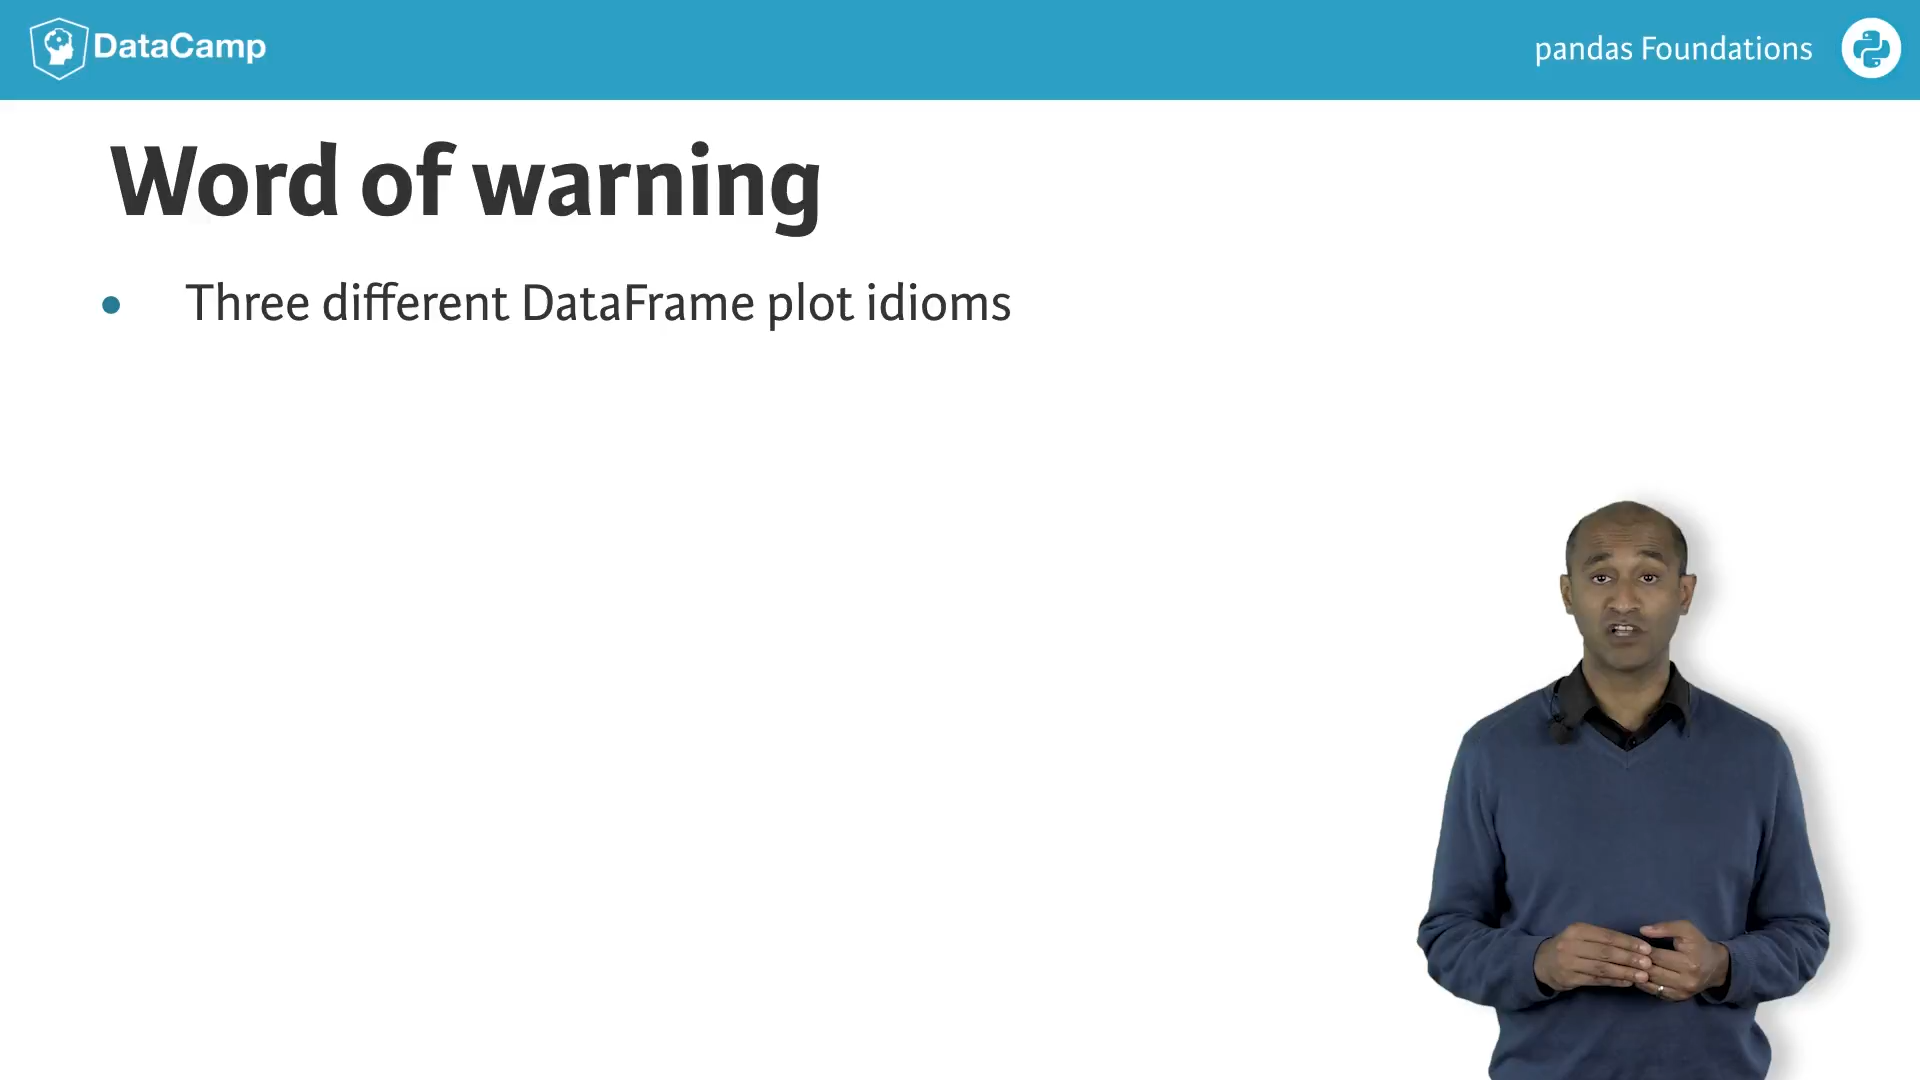 DataCamp
pandas Foundations
Word of warning
• Three different DataFrame plot idioms